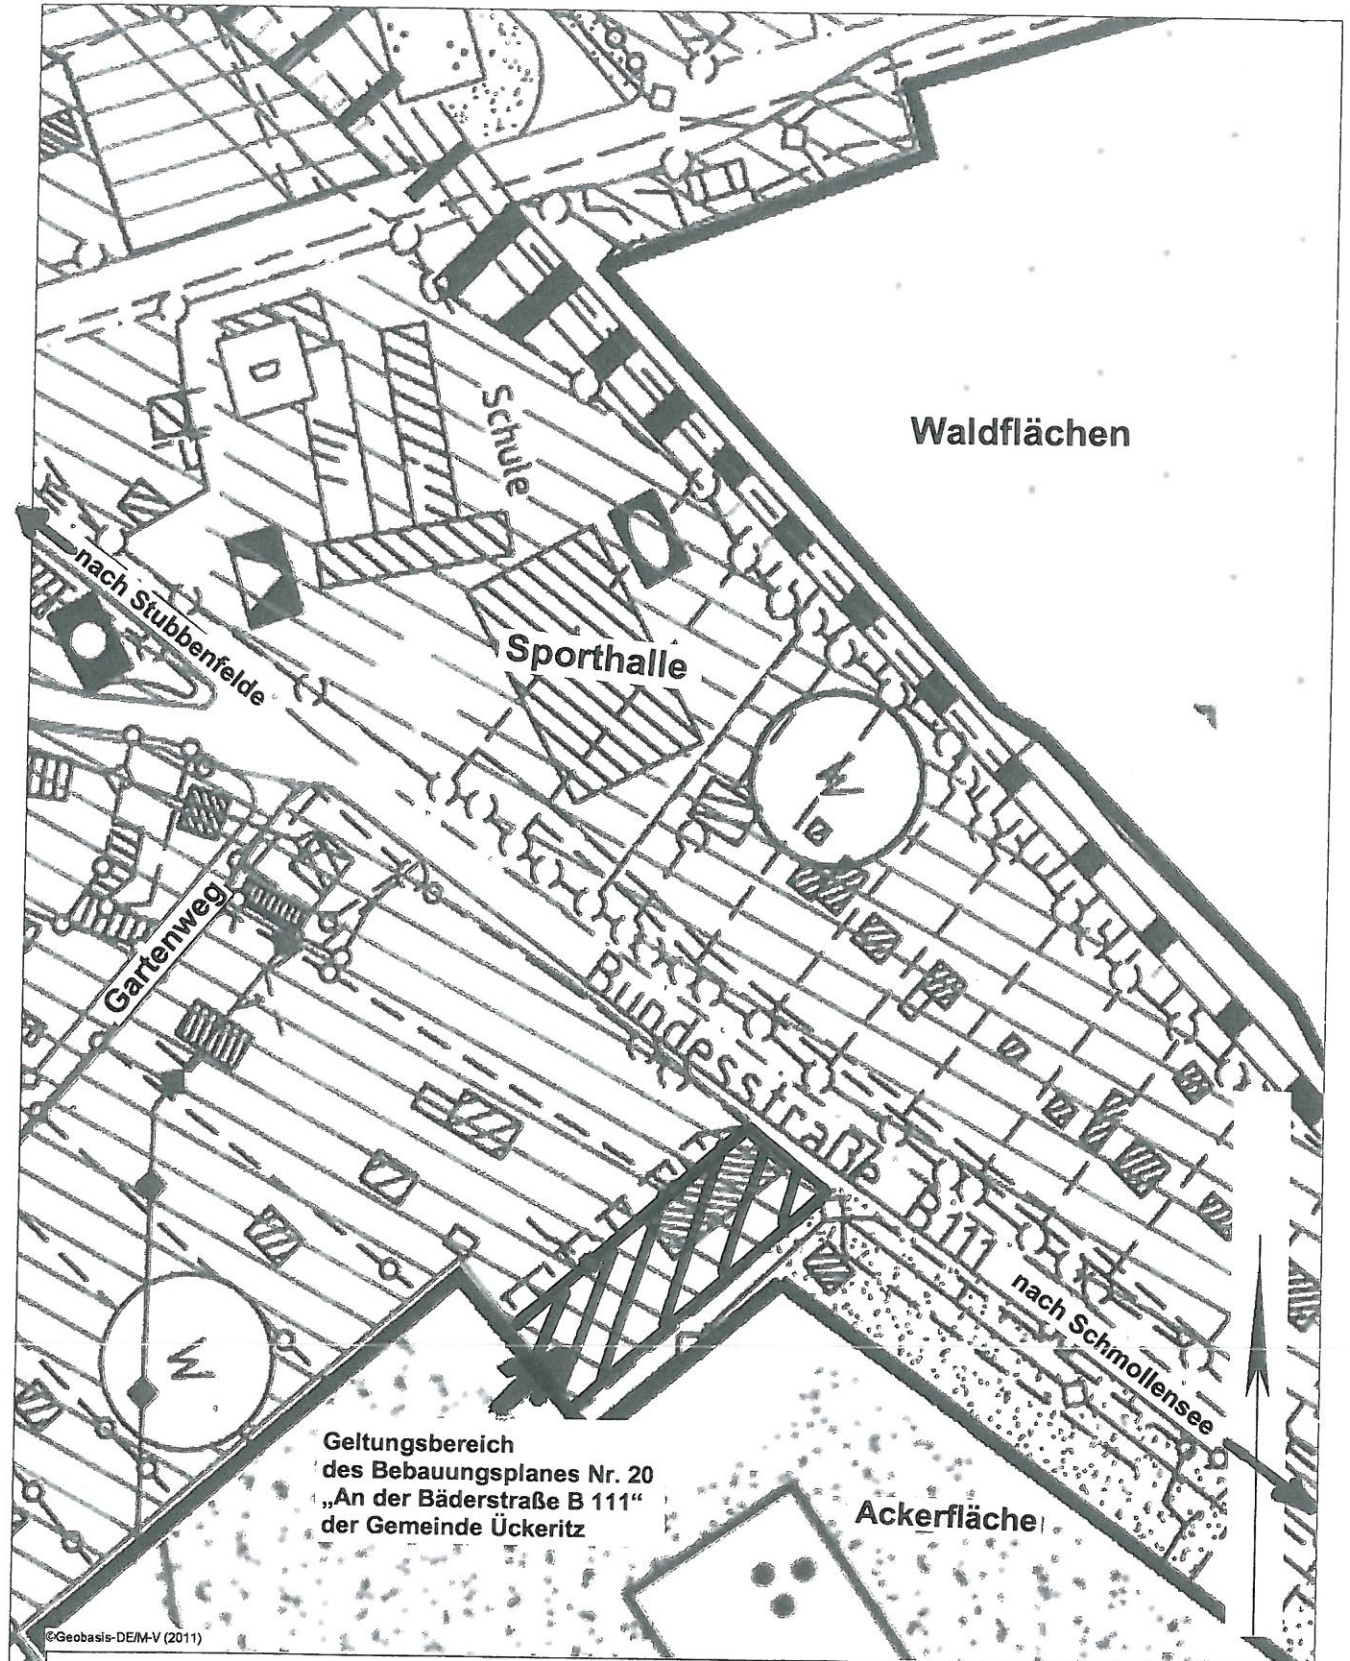 Waldflächen
D
Schule
nach Stubbenfelde
Sporthalle
W
Gartenweg
Bundesstraße B111
nach Schmollensee
M
Geltungsbereich
des Bebauungsplanes Nr. 20
„An der Bäderstraße B 111“
der Gemeinde Ückeritz
Ackerfläche
©Geobasis-DE/M-V (2011)